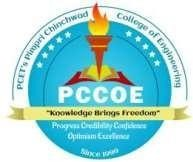 PCET's Pimpri Chinchwad College of Engineering
PCCOE
"Knowledge Brings Freedom"
Progress Credibility Confidence
Optimism Excellence
Since 1999